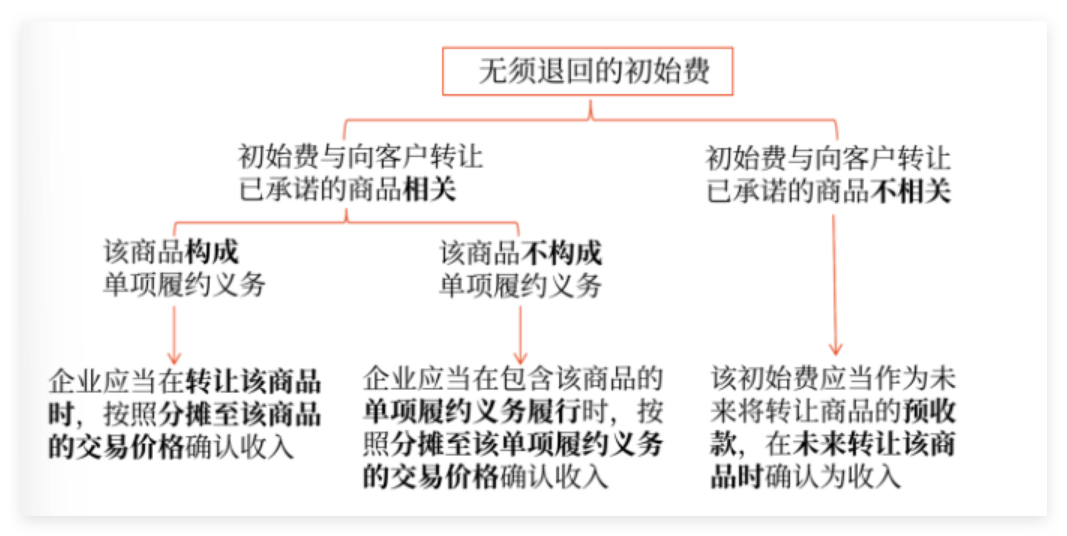 无须退回的初始费
初始费与向客户转让
已承诺的商品相关
初始费与向客户转让
已承诺的商品不相关
该商品构成
单项履约义务
该商品不构成
单项履约义务
企业应当在转让该商品
时，按照分摊至该商品
的交易价格确认收入
企业应当在包含该商品的
单项履约义务履行时，按
照分摊至该单项履约义务
的交易价格确认收入
该初始费应当作为未
来将转让商品的预收
款，在未来转让该商
品时确认为收入